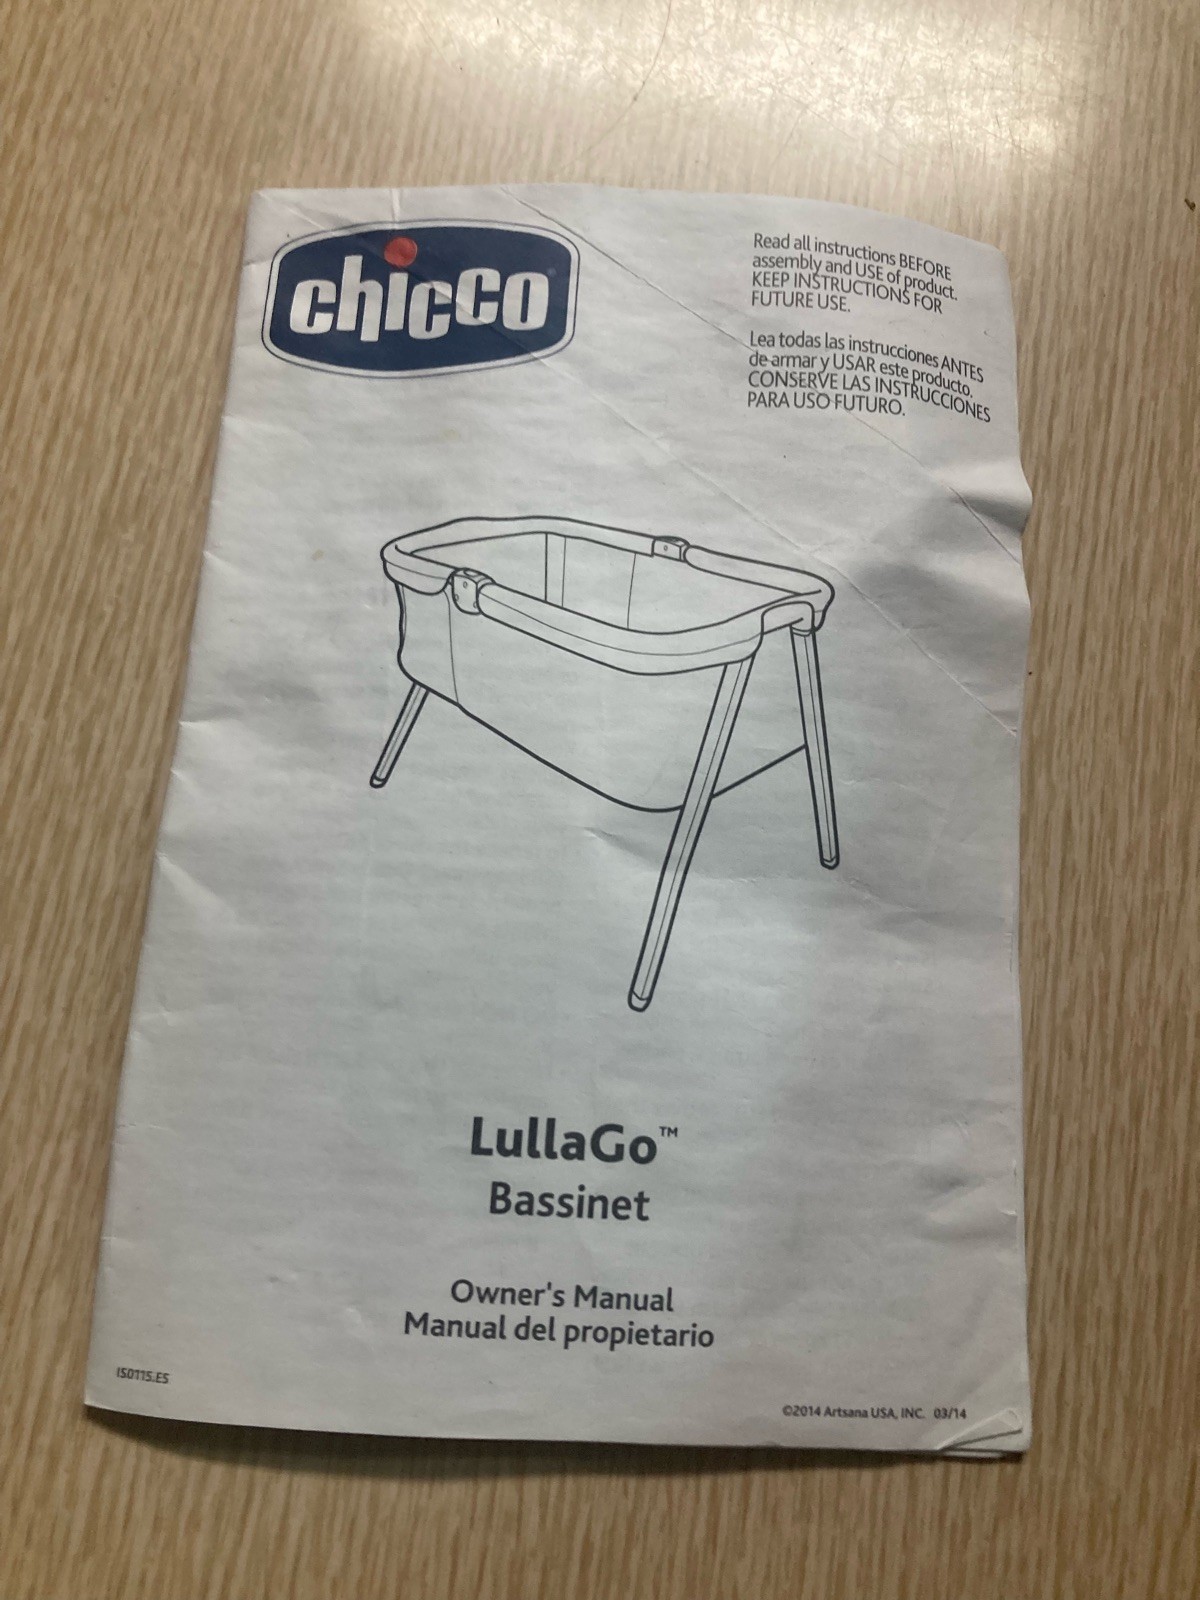 chicco
Read all instructions BEFORE
assembly and USE of product.
KEEP INSTRUCTIONS FOR
FUTURE USE.
Lea todas las instrucciones ANTES
de armar y USAR este producto.
CONSERVE LAS INSTRUCCIONES
PARA USO FUTURO.
LullaGo™
Bassinet
Owner's Manual
Manual del propietario
IS0115.ES
©2014 Artsana USA, INC. 03/14